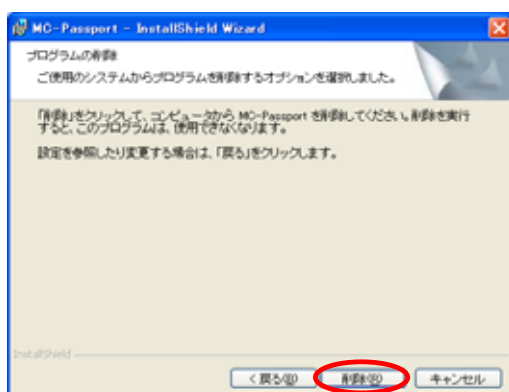 MC-Passport - InstallShield Wizard
プログラムの削除
ご使用のシステムからプログラムを削除するオプションを選択しました。
「削除」をクリックして、コンピュータから MC-Passport を削除してください。削除を実行
すると、このプログラムは、使用できなくなります。
設定を参照したり変更する場合は、「戻る」をクリックします。
InstallShield
< 戻る(B)
削除(R)
キャンセル